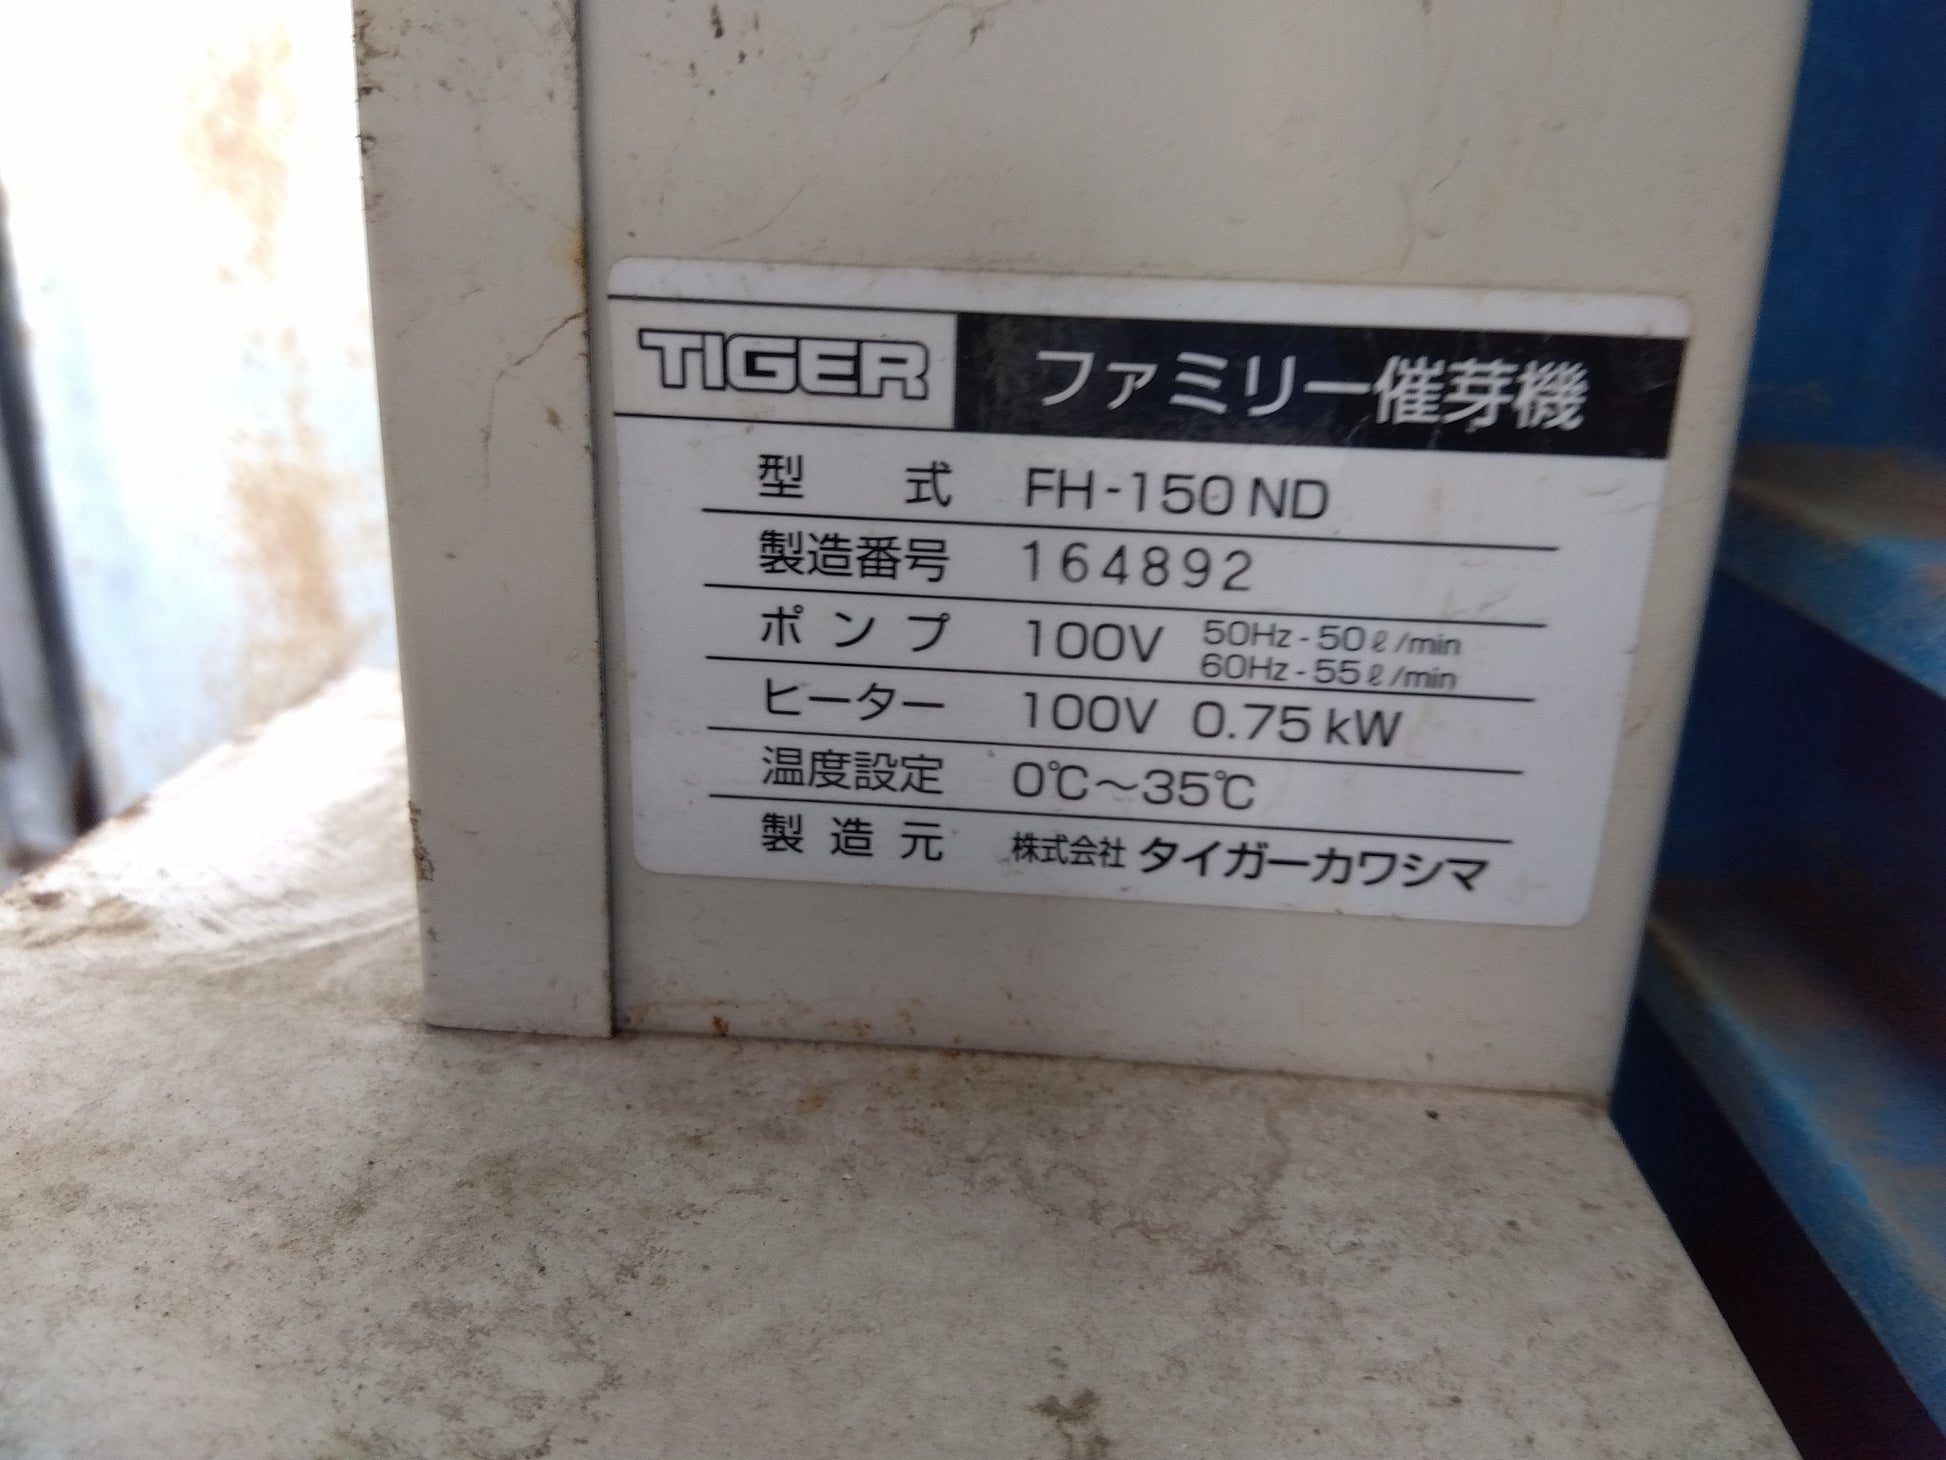 TIGER ファミリー催芽機
型式 FH-150ND
製造番号 164892
ポンプ 100V 50Hz-50ℓ/min
60Hz-55ℓ/min
ヒーター 100V 0.75kW
温度設定 0℃～35℃
製造元 株式会社 タイガーカワシマ